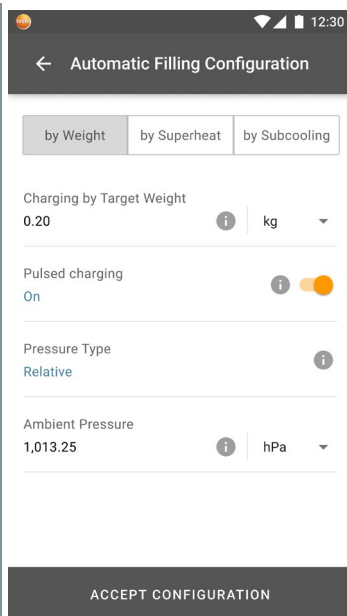 testo
12:30
Automatic Filling Configuration
by Weight
by Superheat
by Subcooling
Charging by Target Weight
0.20
kg
Pulsed charging
On
Pressure Type
Relative
Ambient Pressure
1,013.25
hPa
ACCEPT CONFIGURATION